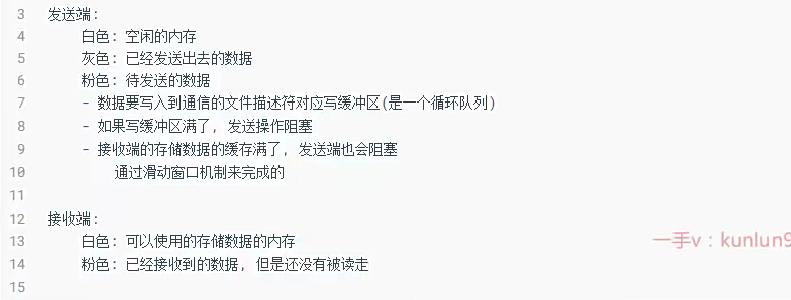 3 发送端:
4 白色: 空闲的内存
5 灰色: 已经发送出去的数据
6 粉色: 待发送的数据
7 - 数据要写入到通信的文件描述符对应写缓冲区(是一个循环队列)
8 - 如果写缓冲区满了, 发送操作阻塞
9 - 接收端的存储数据的缓存满了, 发送端也会阻塞
10 通过滑动窗口机制来完成的
11
12 接收端:
13 白色: 可以使用的存储数据的内存
一手v:kunlun9
14 粉色: 已经接收到的数据, 但是还没有被读走
15